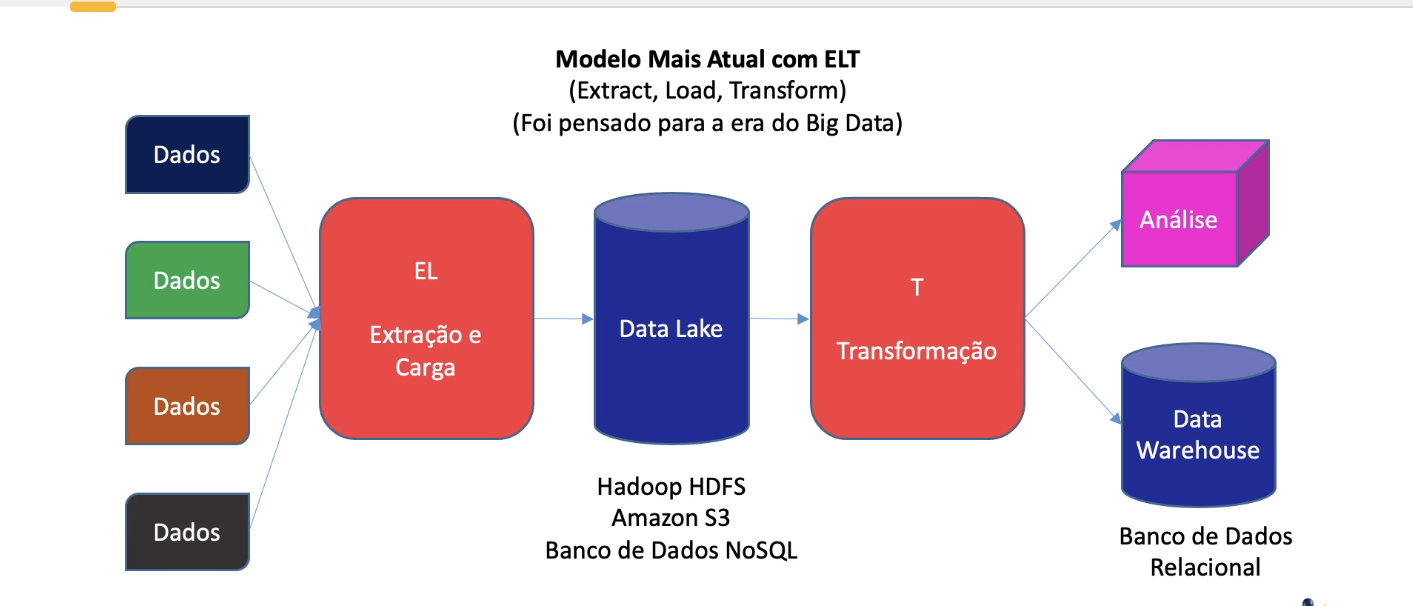 Modelo Mais Atual com ELT
(Extract, Load, Transform)
(Foi pensado para a era do Big Data)
Dados
Dados
Dados
Dados
EL
Extração e
Carga
Data Lake
Hadoop HDFS
Amazon S3
Banco de Dados NoSQL
T
Transformação
Análise
Data
Warehouse
Banco de Dados
Relacional